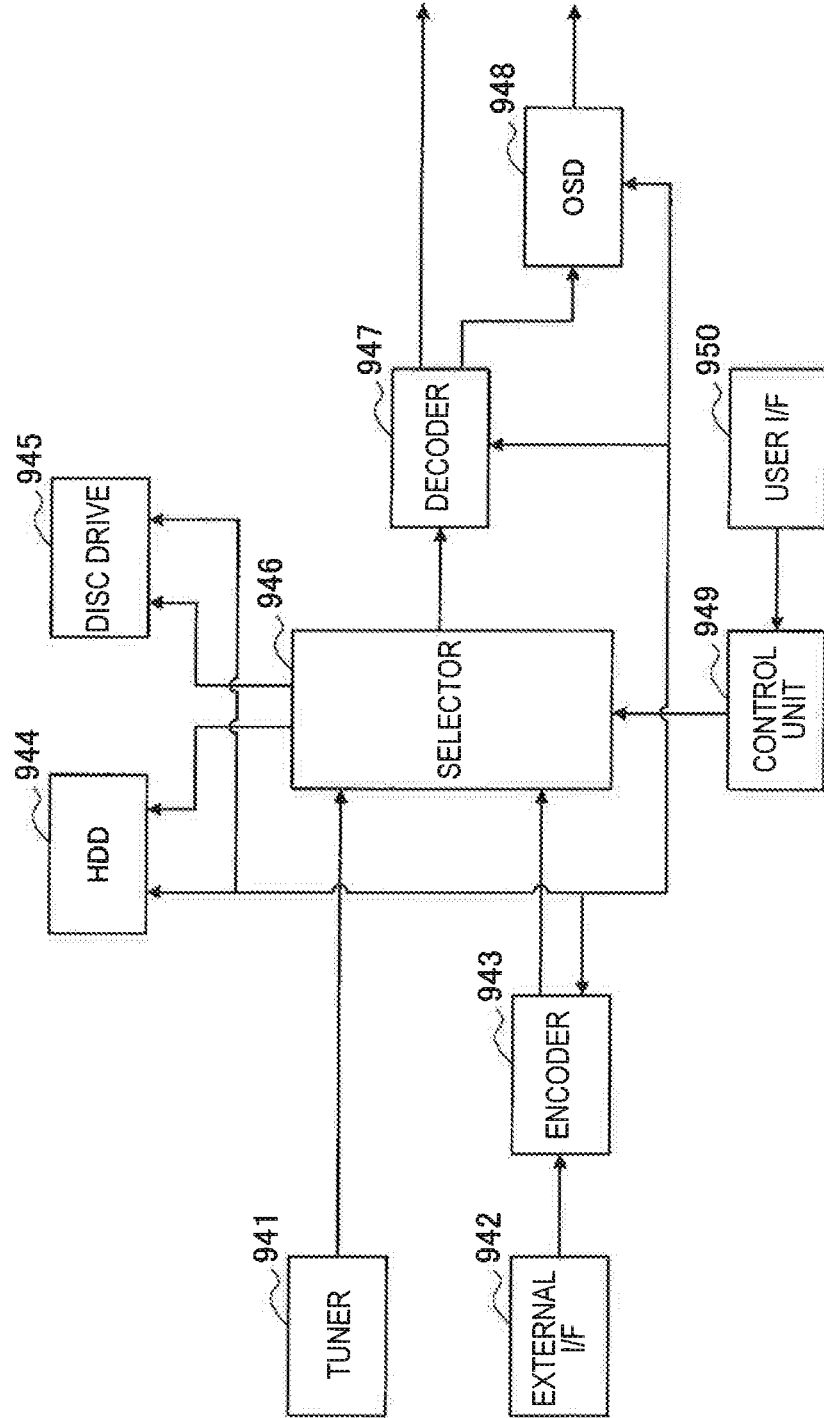 944
HDD
945
DISC DRIVE
941
TUNER
946
SELECTOR
947
DECODER
948
OSD
942
EXTERNAL
I/F
943
ENCODER
949
CONTROL
UNIT
950
USER I/F